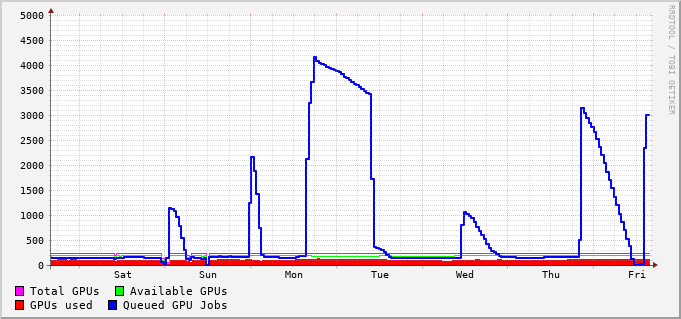 5000
4500
4000
3500
3000
2500
2000
1500
1000
500
0
Sat Sun Mon Tue Wed Thu Fri
Total GPUs Available GPUs
GPUs used Queued GPU Jobs
RRDTOOL / TOBI OETIKER